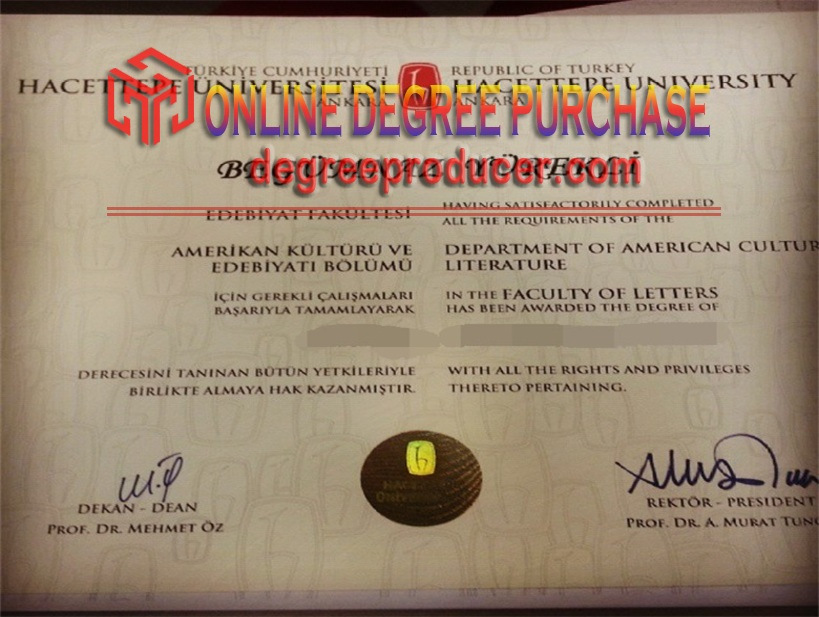 TÜRKİYE CUMHURİYETİ
HACETTEPE ÜNİVERSİTESİ
ANKARA
REPUBLIC OF TURKEY
HACETTEPE UNIVERSITY
ANKARA
ONLINE DEGREE PURCHASE
degreeproducer.com
EDEBİYAT FAKÜLTESİ
AMERİKAN KÜLTÜRÜ VE
EDEBİYATI BÖLÜMÜ
İÇİN GEREKLİ ÇALIŞMALARI
BAŞARIYLA TAMAMLAYARAK
DERECESİNİ TANINAN BÜTÜN YETKİLERİYLE
BİRLİKTE ALMAYA HAK KAZANMIŞTIR.
HAVING SATISFACTORILY COMPLETED
ALL THE REQUIREMENTS OF THE
DEPARTMENT OF AMERICAN CULTUR
LITERATURE
IN THE FACULTY OF LETTERS
HAS BEEN AWARDED THE DEGREE OF
WITH ALL THE RIGHTS AND PRIVILEGES
THERETO PERTAINING.
DEKAN - DEAN
PROF. DR. MEHMET ÖZ
REKTÖR - PRESIDENT
PROF. DR. A. MURAT TUN